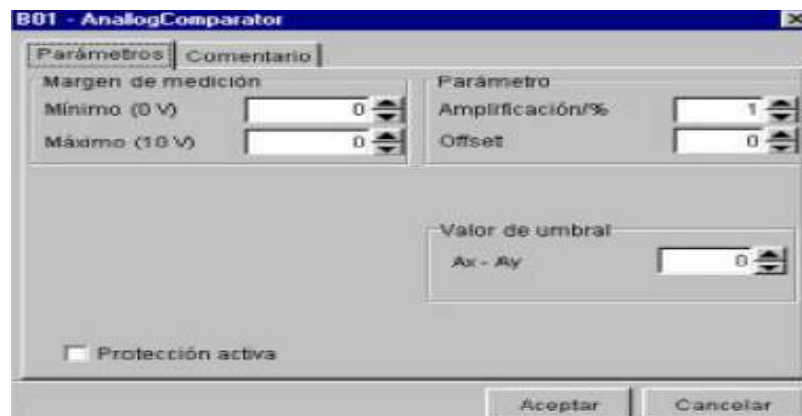 B01 - AnallogComparator
Parámetros Comentario
Margen de medición
Mínimo (0 V) 0
Máximo (10 V) 0
Parámetro
Amplificación/% 1
Offset 0
Valor de umbral
Ax - Ay 0
Protección activa
Aceptar Cancelar